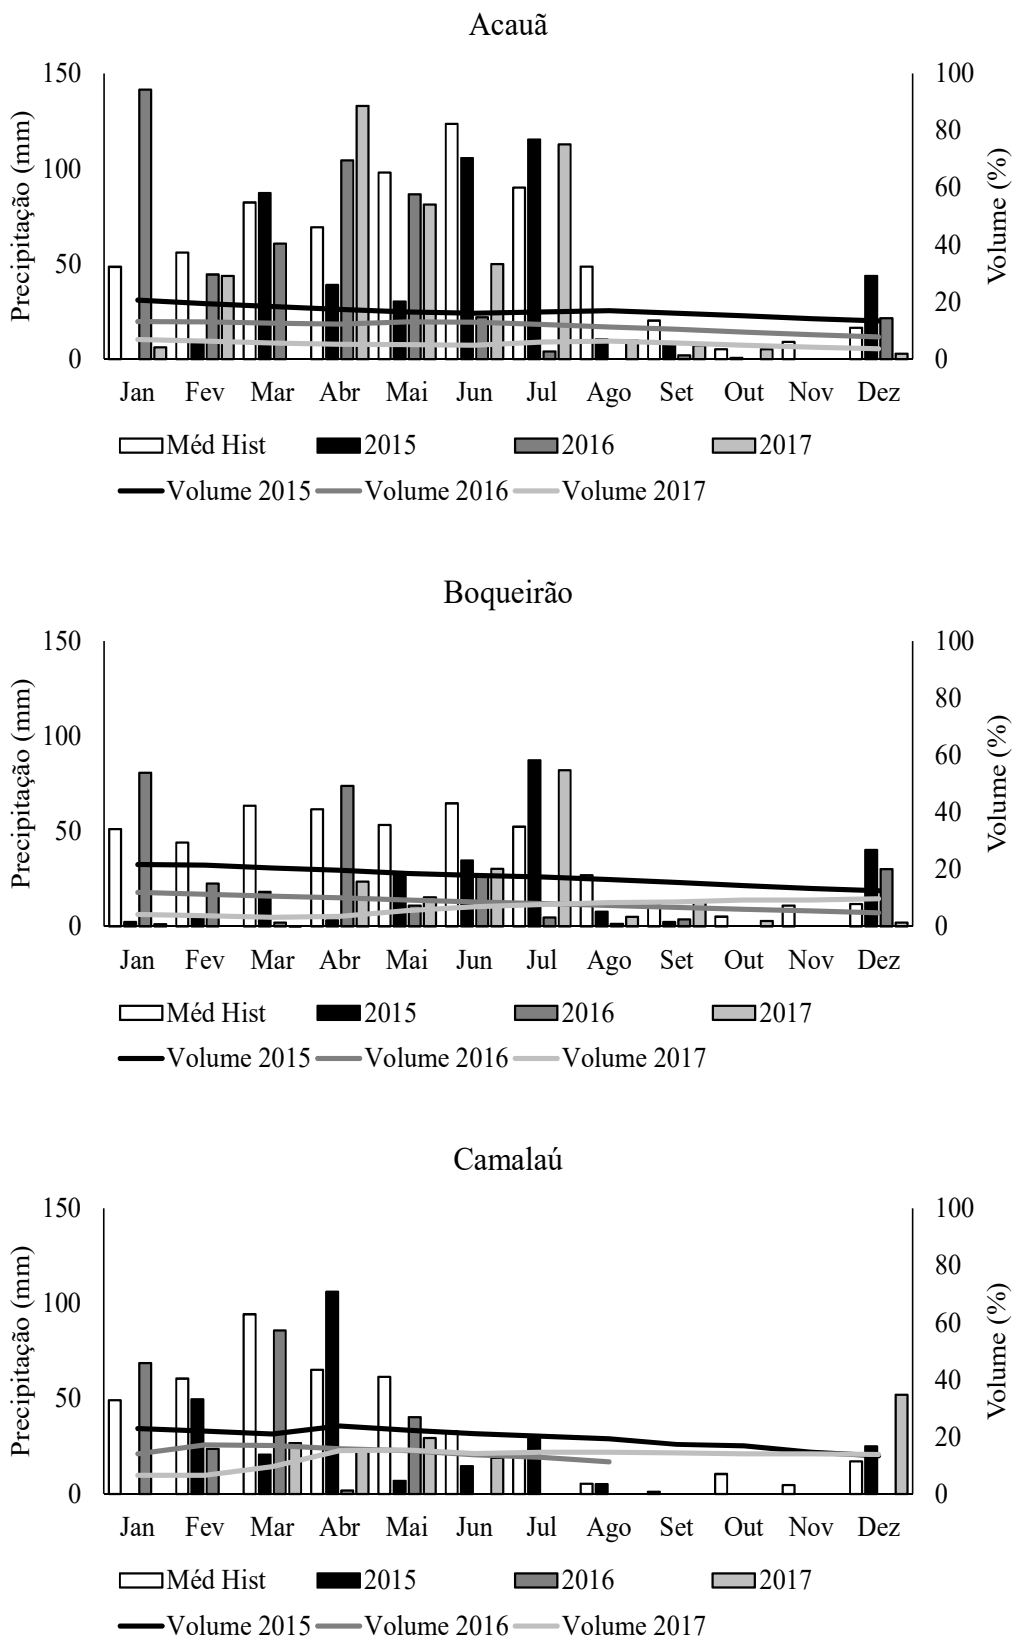 Acauã
150
100
50
0
Precipitação (mm)
100
80
60
40
20
0
Volume (%)
Jan Fev Mar Abr Mai Jun Jul Ago Set Out Nov Dez
Méd Hist 2015 2016 2017
Volume 2015 Volume 2016 Volume 2017
Boqueirão
150
100
50
0
Precipitação (mm)
100
80
60
40
20
0
Volume (%)
Jan Fev Mar Abr Mai Jun Jul Ago Set Out Nov Dez
Méd Hist 2015 2016 2017
Volume 2015 Volume 2016 Volume 2017
Camalaú
150
100
50
0
Precipitação (mm)
100
80
60
40
20
0
Volume (%)
Jan Fev Mar Abr Mai Jun Jul Ago Set Out Nov Dez
Méd Hist 2015 2016 2017
Volume 2015 Volume 2016 Volume 2017